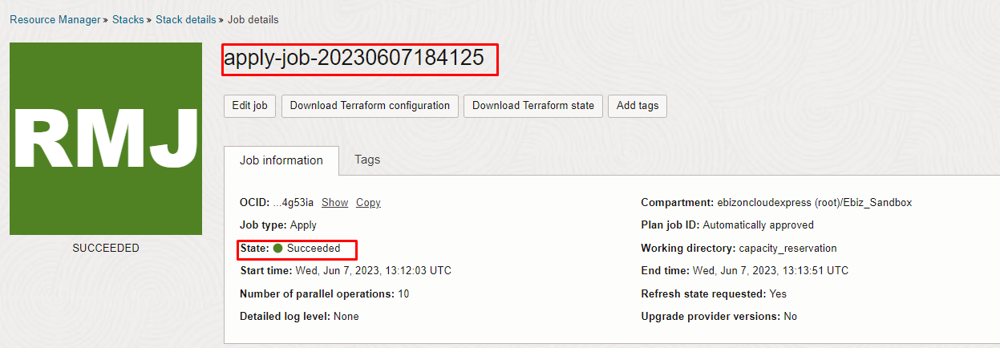 Resource Manager » Stacks » Stack details » Job details
RMJ
SUCCEEDED
apply-job-20230607184125
Edit job Download Terraform configuration Download Terraform state Add tags
Job information Tags
OCID: ...4g53ia Show Copy
Job type: Apply
State: Succeeded
Start time: Wed, Jun 7, 2023, 13:12:03 UTC
Number of parallel operations: 10
Detailed log level: None
Compartment: ebizoncloudexpress (root)/Ebiz_Sandbox
Plan job ID: Automatically approved
Working directory: capacity_reservation
End time: Wed, Jun 7, 2023, 13:13:51 UTC
Refresh state requested: Yes
Upgrade provider versions: No